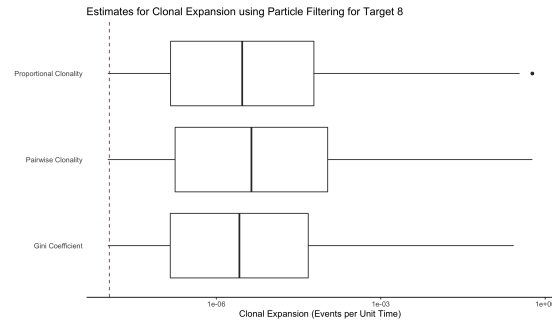 Estimates for Clonal Expansion using Particle Filtering for Target 8
Proportional Clonality
Pairwise Clonality
Gini Coefficient
1e-06 1e-03
Clonal Expansion (Events per Unit Time)